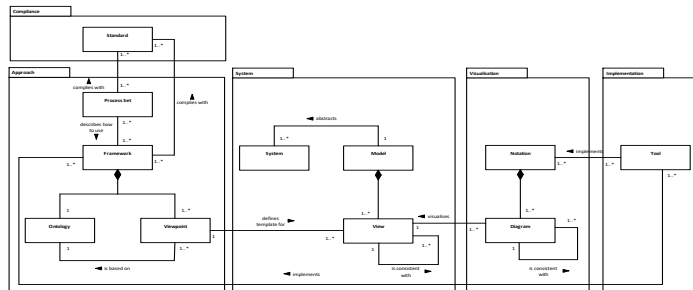 Compliance
Standard
1..*
1..*
Approach
System
Visualisation
Implementation
complies with
complies with
1..*
Process Set
1..*
describes how
to use
abstracts
1..*
1..*
1
Framework
System
Model
Notation
implements
Tool
1..*
1..*
1..*
1..*
1..*
1
1..*
1..*
1..*
1..*
Ontology
Viewpoint
defines
template for
View
visualises
Diagram
1
1..*
1
1..*
1..*
1
1..*
1
1..*
is based on
is consistent
with
is consistent
with
implements